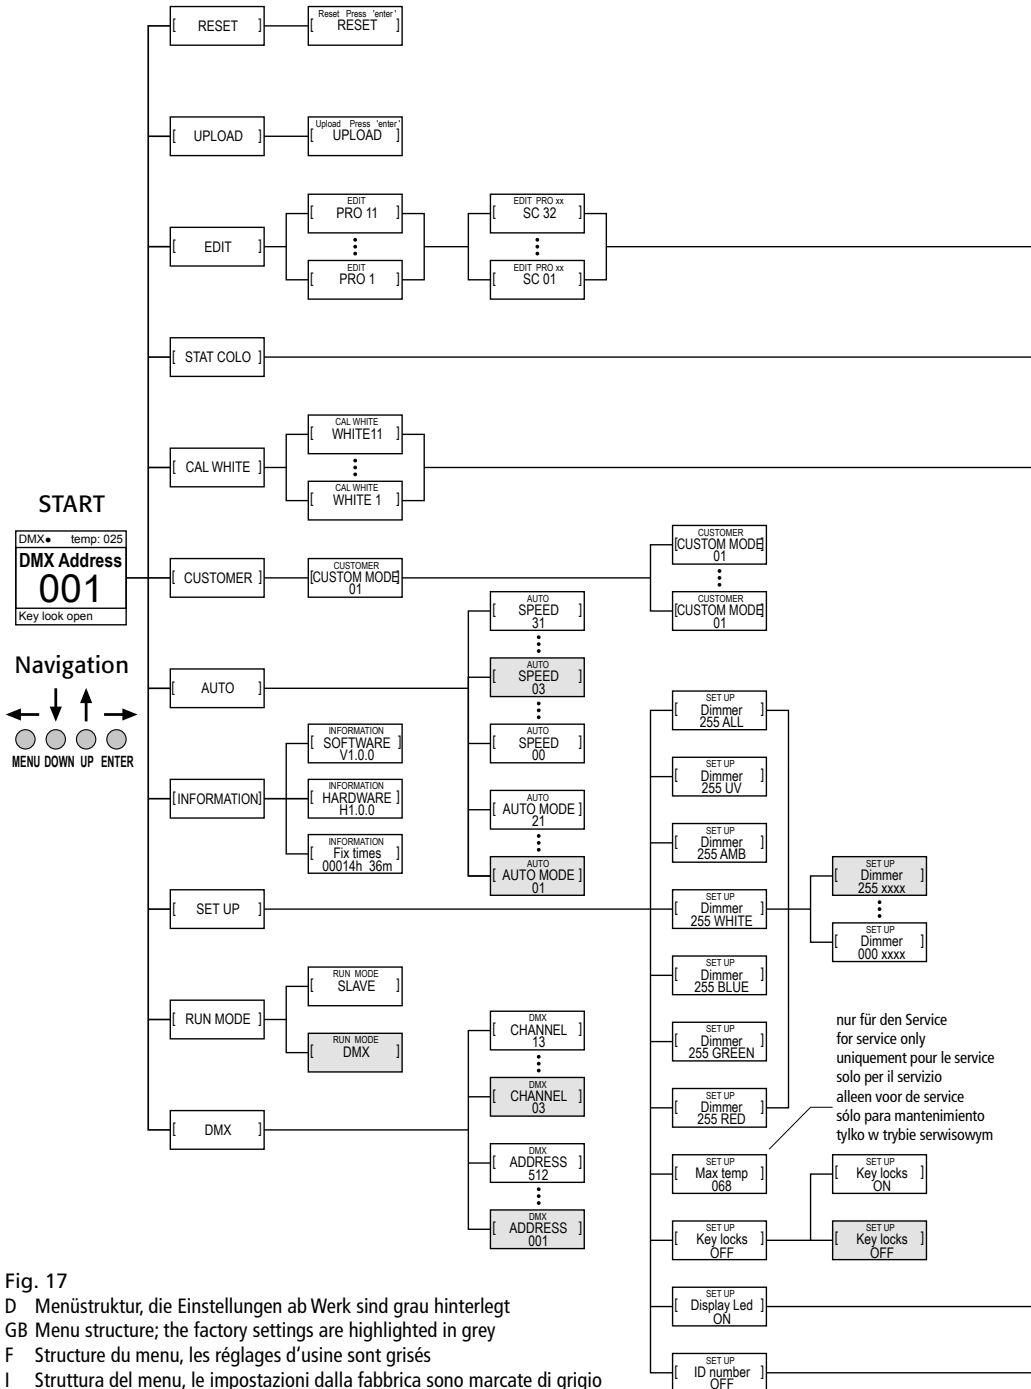 [ RESET ]
Reset Press 'enter'
[ RESET ]
[ UPLOAD ]
Upload Press 'enter'
[ UPLOAD ]
[ EDIT ]
EDIT
[ PRO 11 ]
EDIT
[ PRO 1 ]
EDIT PRO xx
[ SC 32 ]
EDIT PRO xx
[ SC 01 ]
[ STAT COLO ]
[ CAL WHITE ]
CAL WHITE
[ WHITE11 ]
CAL WHITE
[ WHITE 1 ]
START
DMX● temp: 025
DMX Address
001
Key look open
Navigation
MENU DOWN UP ENTER
[ CUSTOMER ]
CUSTOMER
[CUSTOM MODE]
01
CUSTOMER
[CUSTOM MODE]
01
CUSTOMER
[CUSTOM MODE]
01
[ AUTO ]
AUTO
[ SPEED ]
31
AUTO
[ SPEED ]
03
AUTO
[ SPEED ]
00
AUTO
[ AUTO MODE ]
21
AUTO
[ AUTO MODE ]
01
[INFORMATION]
INFORMATION
[ SOFTWARE ]
V1.0.0
INFORMATION
[ HARDWARE ]
H1.0.0
INFORMATION
[ Fix times ]
00014h 36m
[ SET UP ]
SET UP
[ Dimmer ]
255 ALL
SET UP
[ Dimmer ]
255 UV
SET UP
[ Dimmer ]
255 AMB
SET UP
[ Dimmer ]
255 WHITE
SET UP
[ Dimmer ]
255 BLUE
SET UP
[ Dimmer ]
255 GREEN
SET UP
[ Dimmer ]
255 RED
SET UP
[ Dimmer ]
255 xxxx
SET UP
[ Dimmer ]
000 xxxx
SET UP
[ Max temp ]
068
nur für den Service
for service only
uniquement pour le service
solo per il servizio
alleen voor de service
sólo para mantenimiento
tylko w trybie serwisowym
SET UP
[ Key locks ]
OFF
SET UP
[ Key locks ]
ON
SET UP
[ Key locks ]
OFF
SET UP
[ Display Led ]
ON
SET UP
[ ID number ]
OFF
[ RUN MODE ]
RUN MODE
[ SLAVE ]
RUN MODE
[ DMX ]
[ DMX ]
DMX
[ CHANNEL ]
13
DMX
[ CHANNEL ]
03
DMX
[ ADDRESS ]
512
DMX
[ ADDRESS ]
001
Fig. 17
D Menüstruktur, die Einstellungen ab Werk sind grau hinterlegt
GB Menu structure; the factory settings are highlighted in grey
F Structure du menu, les réglages d'usine sont grisés
I Struttura del menu, le impostazioni dalla fabbrica sono marcate di grigio